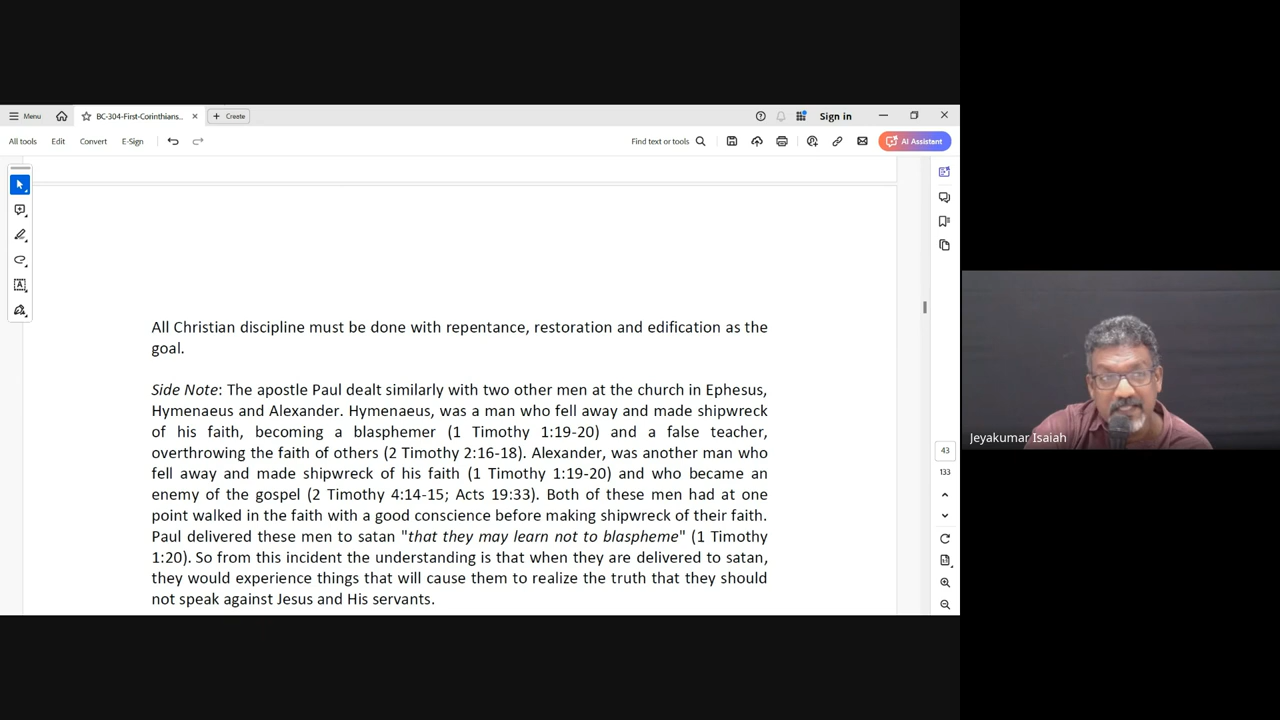 Menu
BC-304-First-Corinthians...
Create
Sign in
All tools Edit Convert E-Sign
Find text or tools
AI Assistant
All Christian discipline must be done with repentance, restoration and edification as the
goal.
Side Note: The apostle Paul dealt similarly with two other men at the church in Ephesus,
Hymenaeus and Alexander. Hymenaeus, was a man who fell away and made shipwreck
of his faith, becoming a blasphemer (1 Timothy 1:19-20) and a false teacher,
overthrowing the faith of others (2 Timothy 2:16-18). Alexander, was another man who
fell away and made shipwreck of his faith (1 Timothy 1:19-20) and who became an
enemy of the gospel (2 Timothy 4:14-15; Acts 19:33). Both of these men had at one
point walked in the faith with a good conscience before making shipwreck of their faith.
Paul delivered these men to satan "that they may learn not to blaspheme" (1 Timothy
1:20). So from this incident the understanding is that when they are delivered to satan,
they would experience things that will cause them to realize the truth that they should
not speak against Jesus and His servants.
43
133
Jeyakumar Isaiah